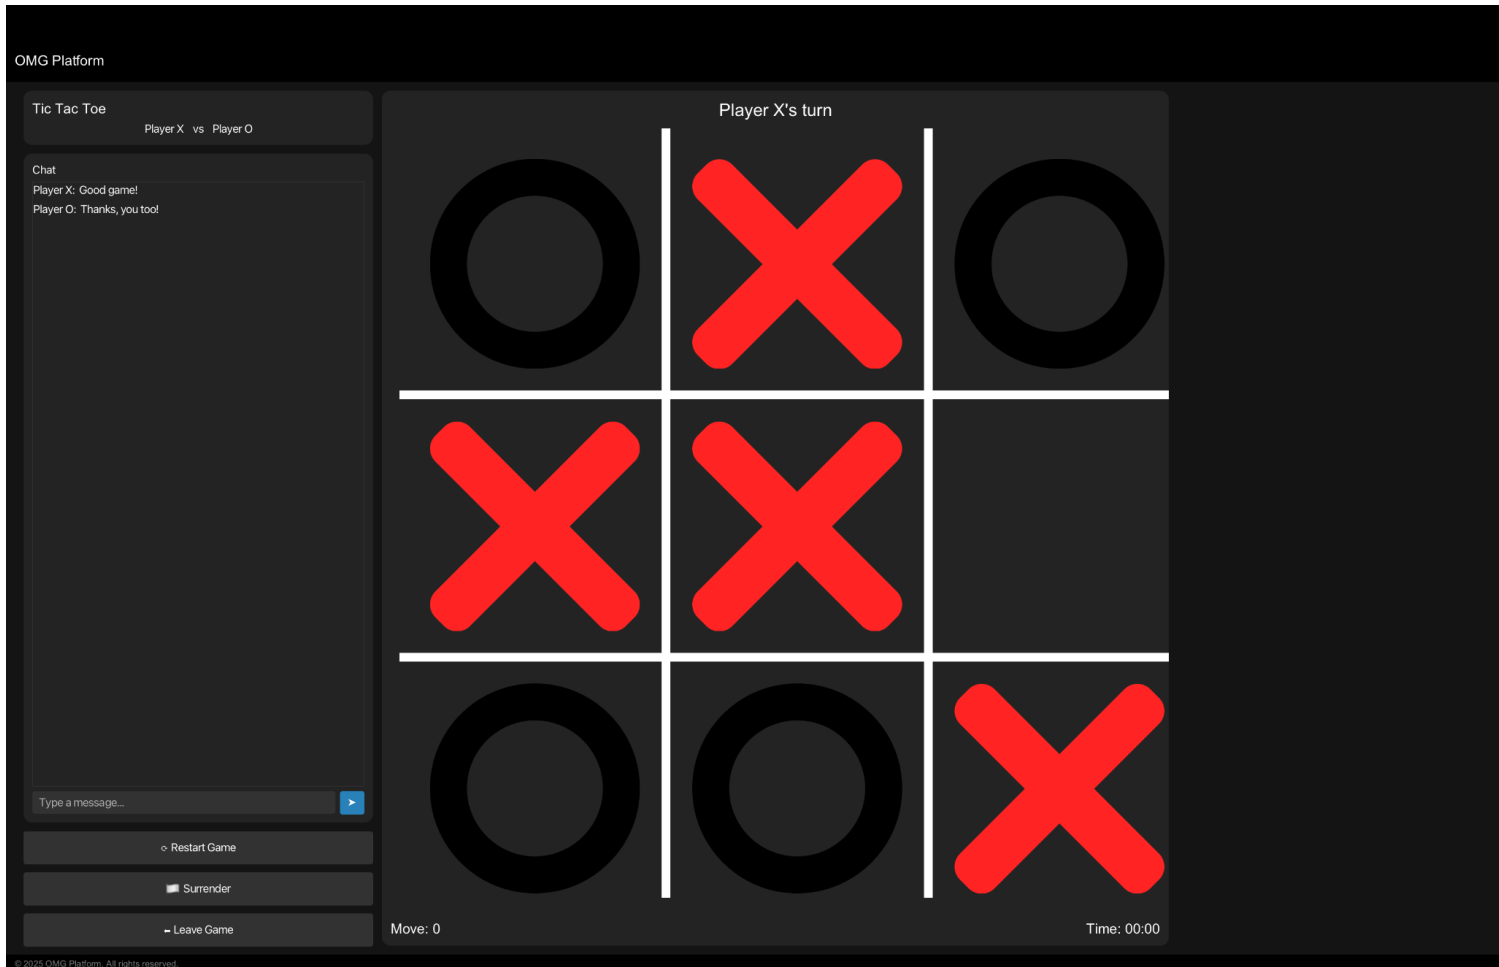 OMG Platform
Tic Tac Toe
Player X vs Player O
Chat
Player X: Good game!
Player O: Thanks, you too!
Type a message...
Restart Game
Surrender
Leave Game
Player X's turn
Move: 0
Time: 00:00
© 2025 OMG Platform. All rights reserved.